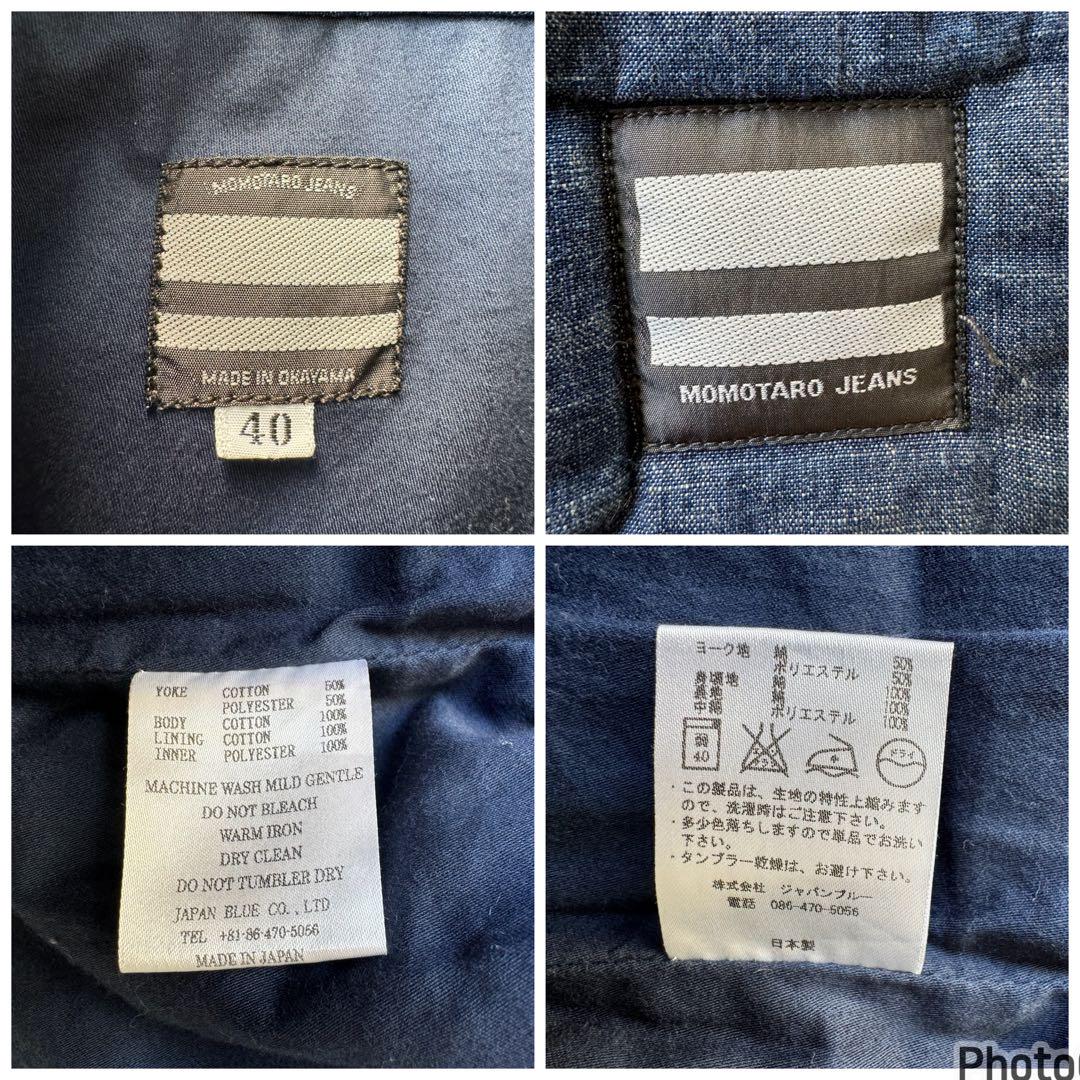 MOMOTARO JEANS
MADE IN OKAYAMA
40
MOMOTARO JEANS
YOKE COTTON 50%
POLYESTER 50%
BODY COTTON 100%
LINING COTTON 100%
INNER POLYESTER 100%
MACHINE WASH MILD GENTLE
DO NOT BLEACH
WARM IRON
DRY CLEAN
DO NOT TUMBLER DRY
JAPAN BLUE CO., LTD
TEL +81-86-470-5056
MADE IN JAPAN
ヨーク地 綿 50%
ポリエステル 50%
身頃地 綿 100%
裏地 綿 100%
中綿 ポリエステル 100%
弱 40 エンソサラシ 中 ドライ
・この製品は、生地の特性上縮みます
ので、洗濯時はご注意下さい。
・多少色落ちしますので単品でお洗い
下さい。
・タンブラー乾燥は、お避け下さい。
株式会社 ジャパンブルー
電話 086-470-5056
日本製
Photo